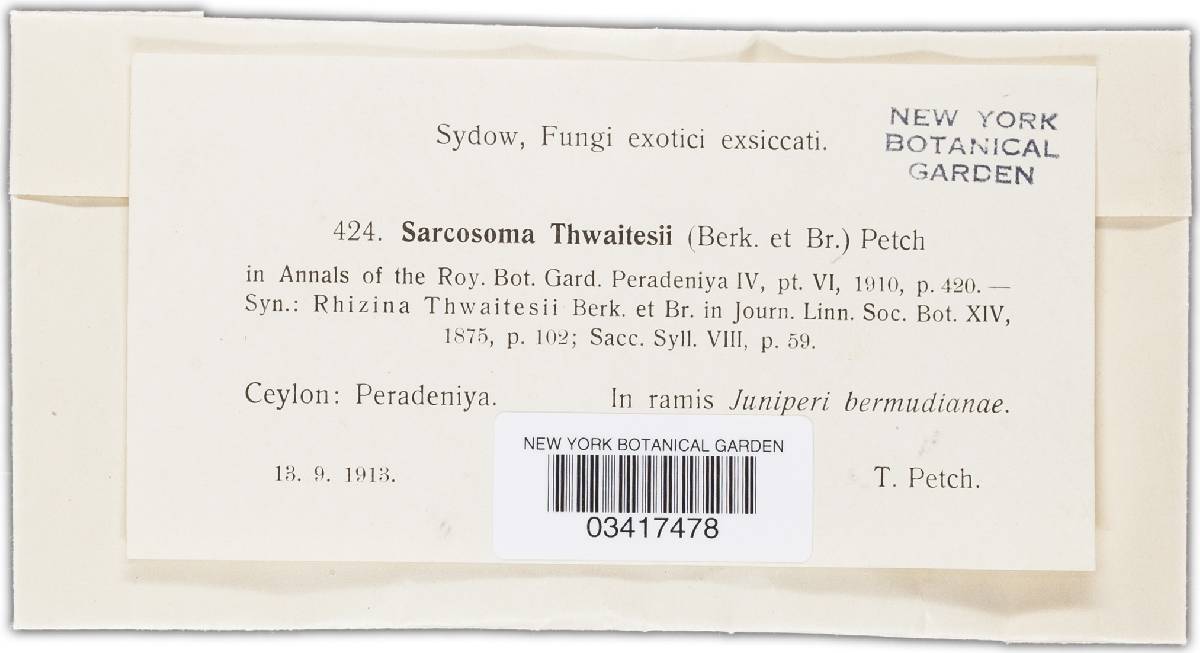 Sydow, Fungi exotici exsiccati.
NEW YORK
BOTANICAL
GARDEN
424. Sarcosoma Thwaitesii (Berk. et Br.) Petch
in Annals of the Roy. Bot. Gard. Peradeniya IV, pt. VI, 1910, p. 420. —
Syn.: Rhizina Thwaitesii Berk. et Br. in Journ. Linn. Soc. Bot. XIV,
1875, p. 102; Sacc. Syll. VIII, p. 59.
Ceylon: Peradeniya. In ramis Juniperi bermudianae.
13. 9. 1913. T. Petch.
NEW YORK BOTANICAL GARDEN
03417478